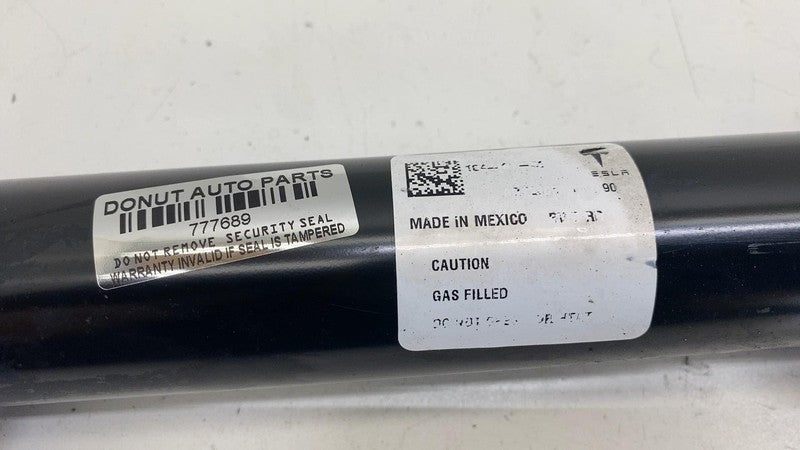 DONUT AUTO PARTS
777689
DO NOT REMOVE SECURITY SEAL
WARRANTY INVALID IF SEAL IS TAMPERED
TESLA
90
MADE iN MEXICO
CAUTION
GAS FILLED